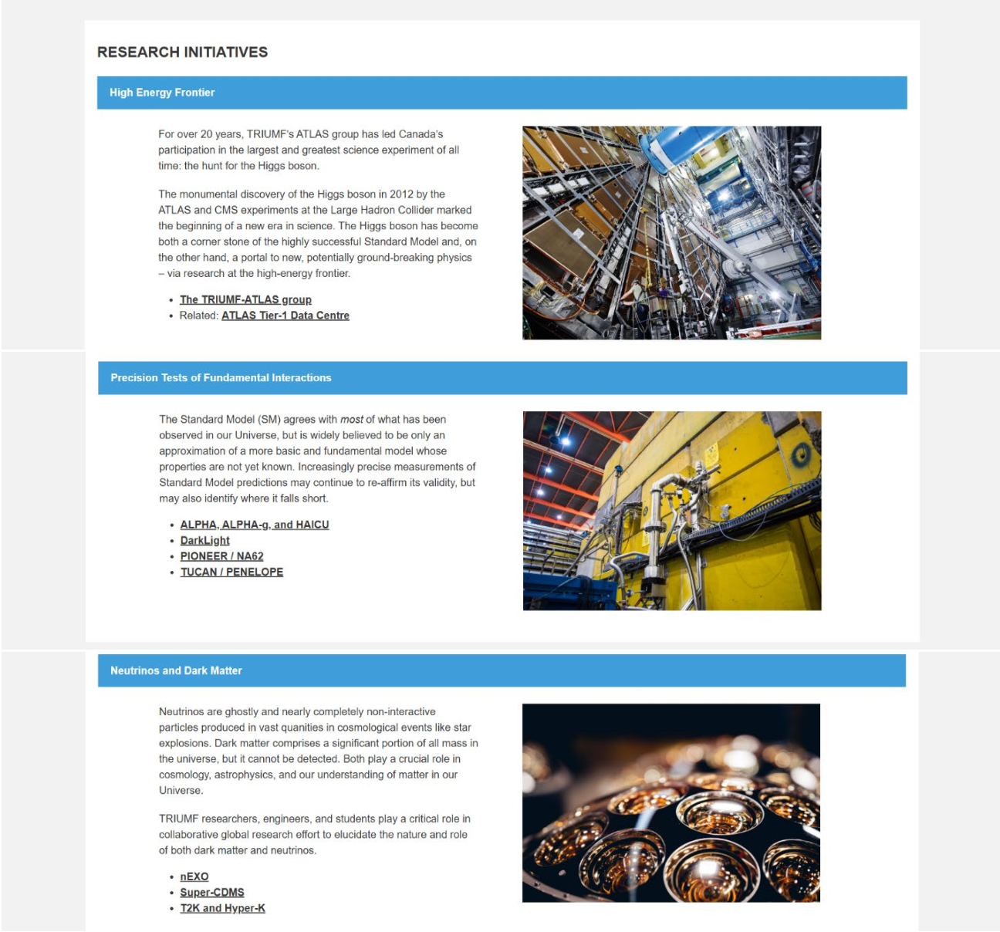 RESEARCH INITIATIVES
High Energy Frontier
For over 20 years, TRIUMF's ATLAS group has led Canada's
participation in the largest and greatest science experiment of all
time: the hunt for the Higgs boson.
The monumental discovery of the Higgs boson in 2012 by the
ATLAS and CMS experiments at the Large Hadron Collider marked
the beginning of a new era in science. The Higgs boson has become
both a corner stone of the highly successful Standard Model and, on
the other hand, a portal to new, potentially ground-breaking physics
– via research at the high-energy frontier.
• The TRIUMF-ATLAS group
• Related: ATLAS Tier-1 Data Centre
Precision Tests of Fundamental Interactions
The Standard Model (SM) agrees with most of what has been
observed in our Universe, but is widely believed to be only an
approximation of a more basic and fundamental model whose
properties are not yet known. Increasingly precise measurements of
Standard Model predictions may continue to re-affirm its validity, but
may also identify where it falls short.
• ALPHA, ALPHA-g, and HAICU
• DarkLight
• PIONEER / NA62
• TUCAN / PENELOPE
Neutrinos and Dark Matter
Neutrinos are ghostly and nearly completely non-interactive
particles produced in vast quanities in cosmological events like star
explosions. Dark matter comprises a significant portion of all mass in
the universe, but it cannot be detected. Both play a crucial role in
cosmology, astrophysics, and our understanding of matter in our
Universe.
TRIUMF researchers, engineers, and students play a critical role in
collaborative global research effort to elucidate the nature and role
of both dark matter and neutrinos.
• nEXO
• Super-CDMS
• T2K and Hyper-K